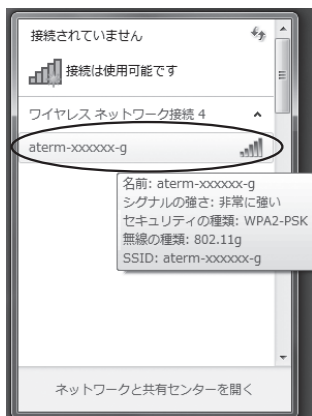 接続されていません
接続は使用可能です
ワイヤレス ネットワーク接続 4
aterm-xxxxxx-g
名前: aterm-xxxxxx-g
シグナルの強さ: 非常に強い
セキュリティの種類: WPA2-PSK
無線の種類: 802.11g
SSID: aterm-xxxxxx-g
ネットワークと共有センターを開く